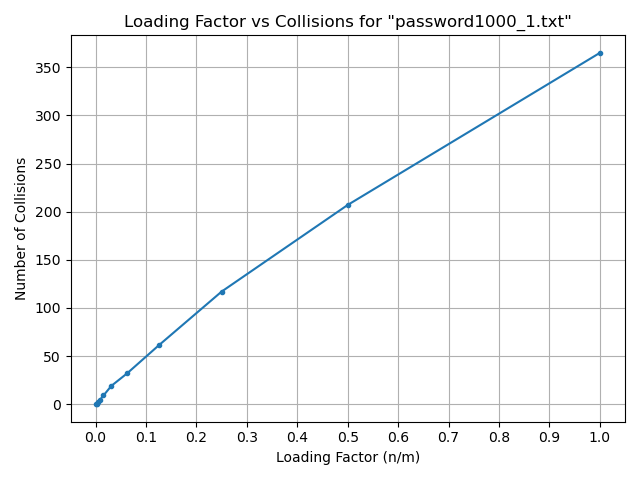 Loading Factor vs Collisions for "password1000_1.txt"
Number of Collisions
350
300
250
200
150
100
50
0
0.0 0.1 0.2 0.3 0.4 0.5 0.6 0.7 0.8 0.9 1.0
Loading Factor (n/m)